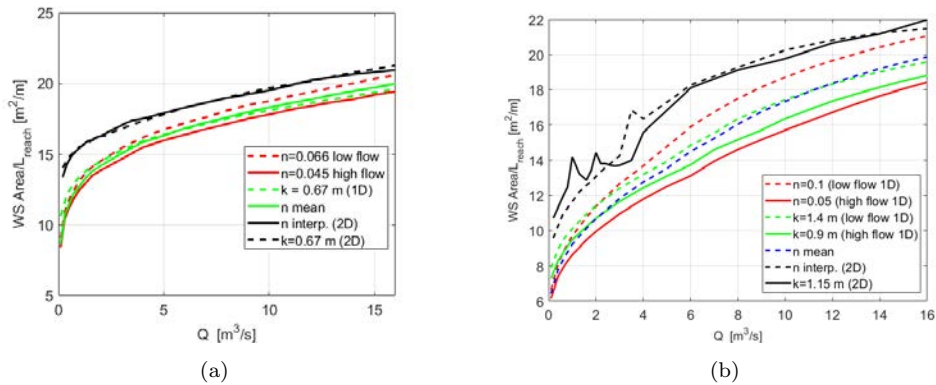 WS Area/L_reach [m²/m]
25
20
15
10
5
0
5
10
15
Q [m³/s]
n=0.066 low flow
n=0.045 high flow
k = 0.67 m (1D)
n mean
n interp. (2D)
k=0.67 m (2D)
(a)
WS Area/L_reach [m²/m]
22
20
18
16
14
12
10
8
6
0
2
4
6
8
10
12
14
16
Q [m³/s]
n=0.1 (low flow 1D)
n=0.05 (high flow 1D)
k=1.4 m (low flow 1D)
k=0.9 m (high flow 1D)
n mean
n interp. (2D)
k=1.15 m (2D)
(b)